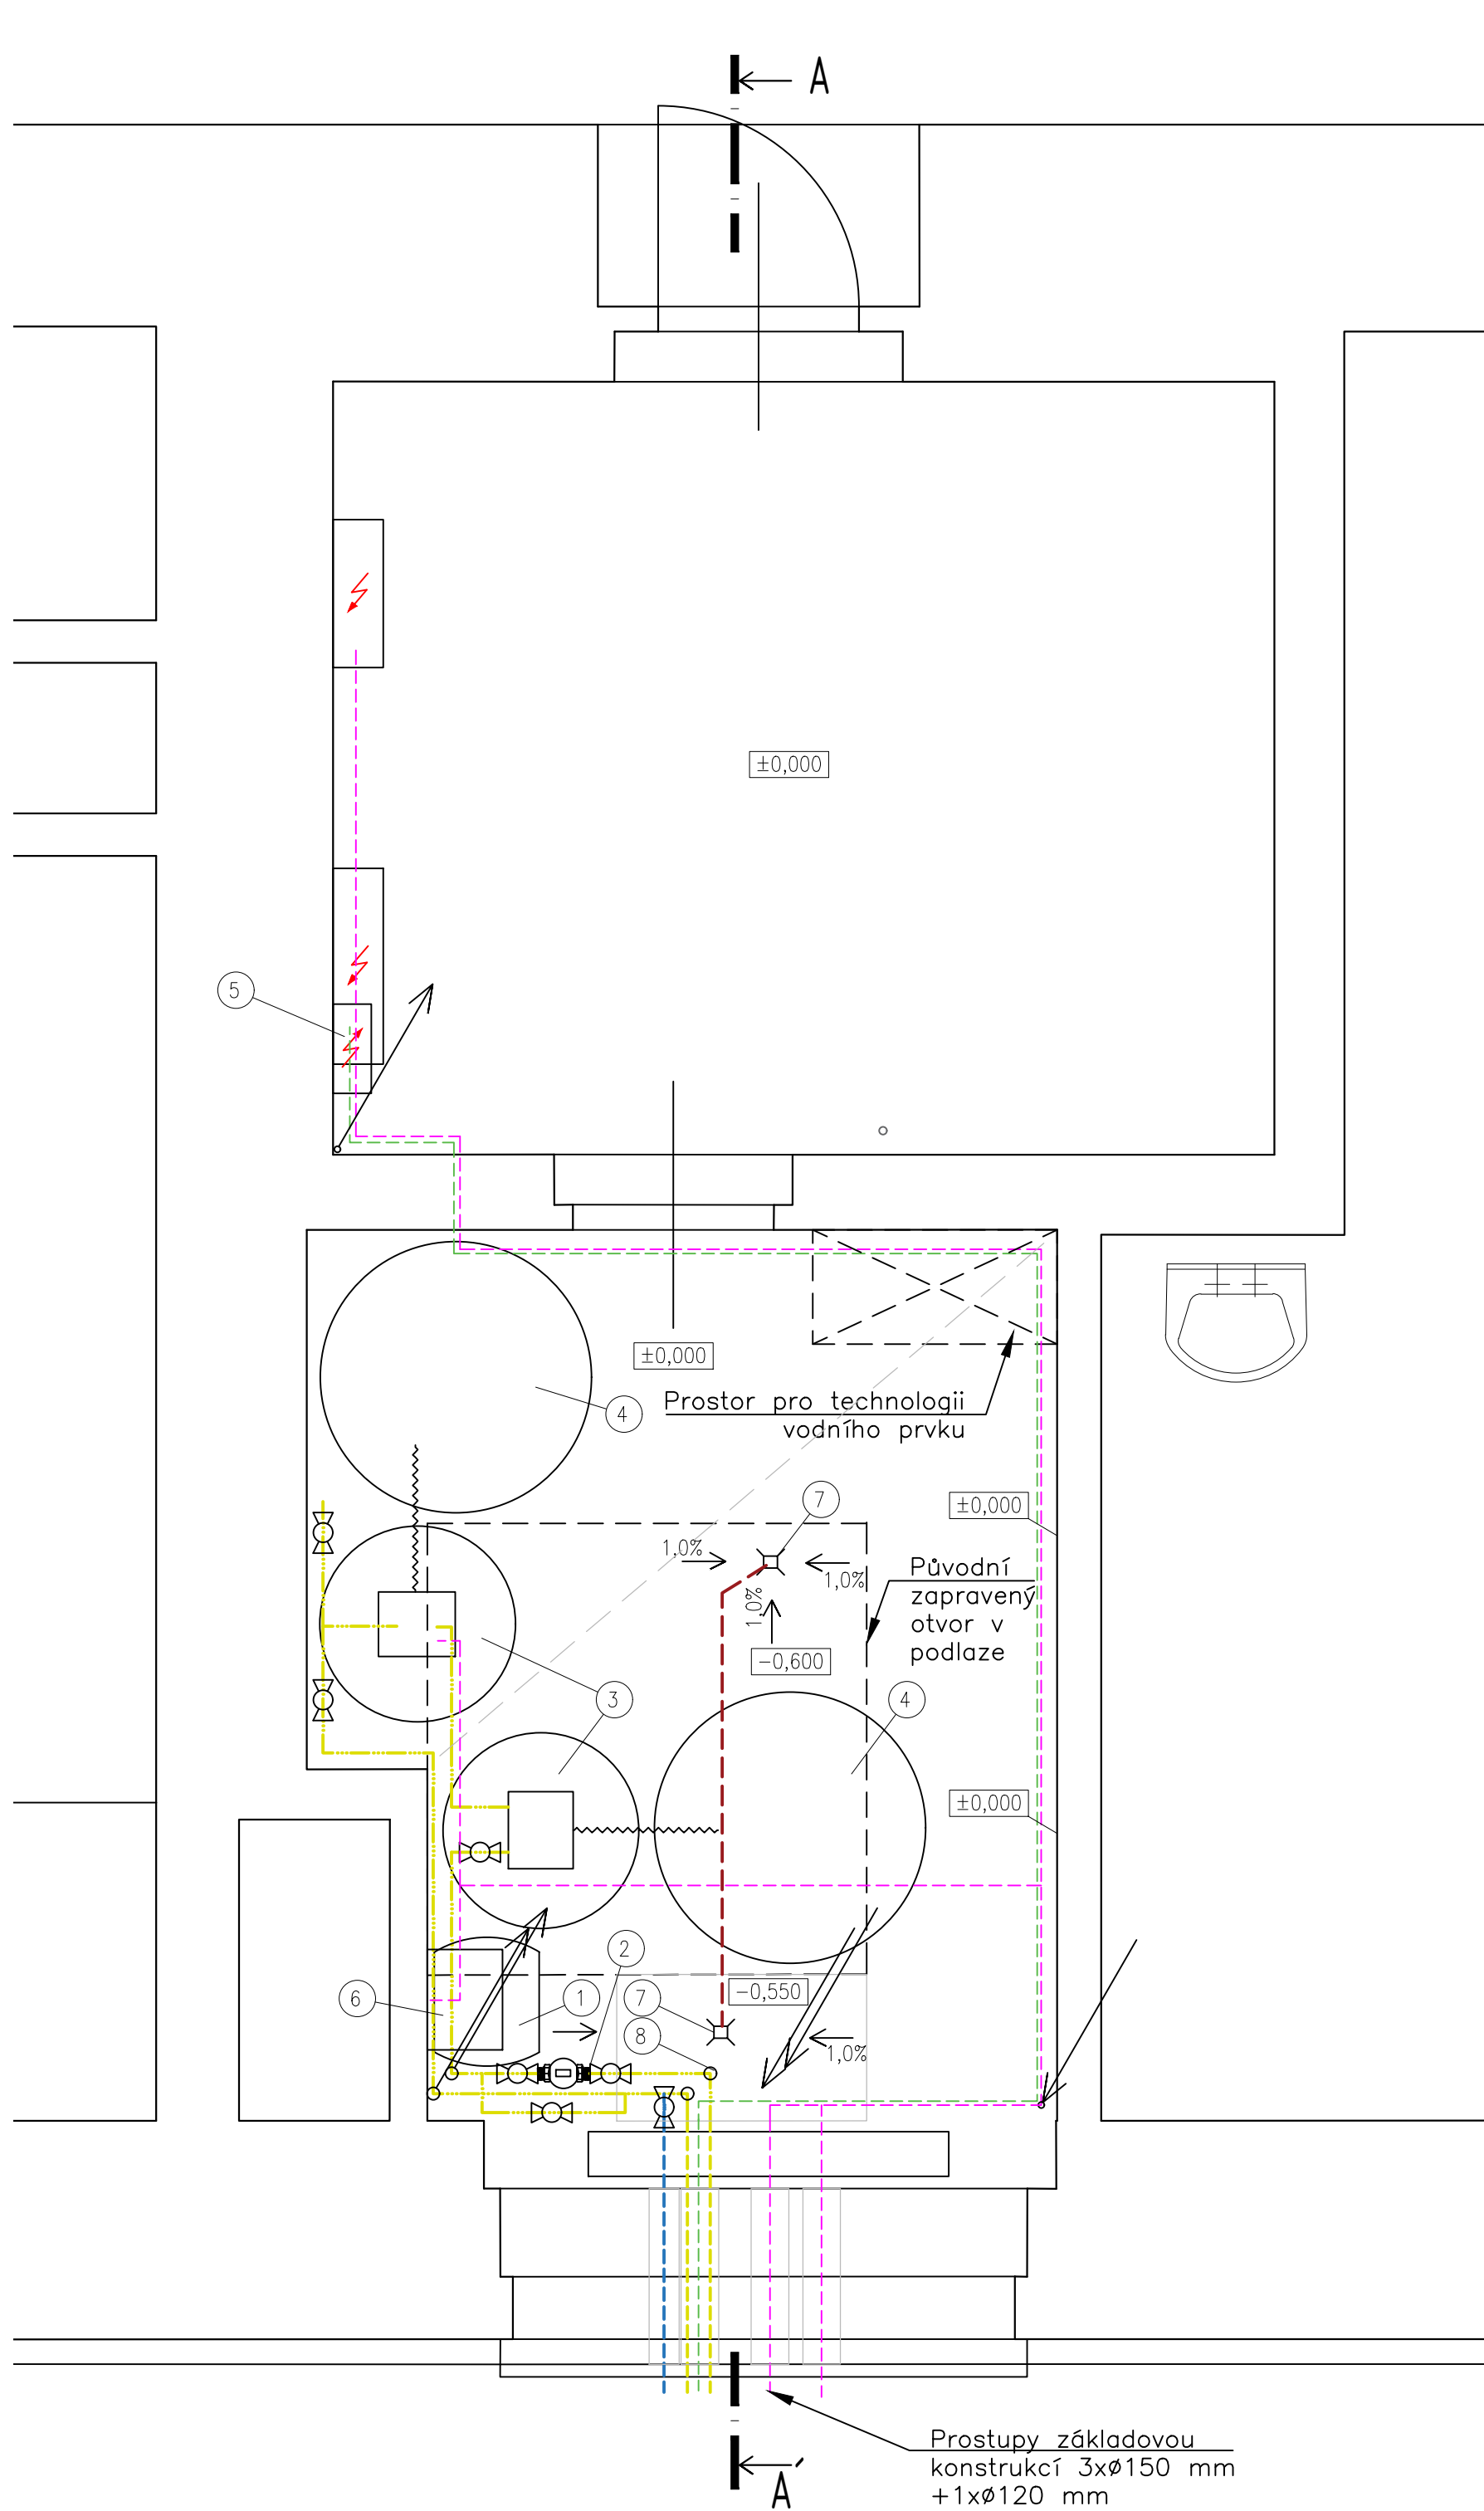 A
±0,000
5
±0,000
4
Prostor pro technologii
vodního prvku
7
±0,000
1,0%
1,0%
1,0%
Původní
zapravený
otvor v
podlaze
-0,600
3
4
±0,000
2
-0,550
6
1
7
8
1,0%
Prostupy základovou
konstrukcí 3xø150 mm
+1xø120 mm
A'